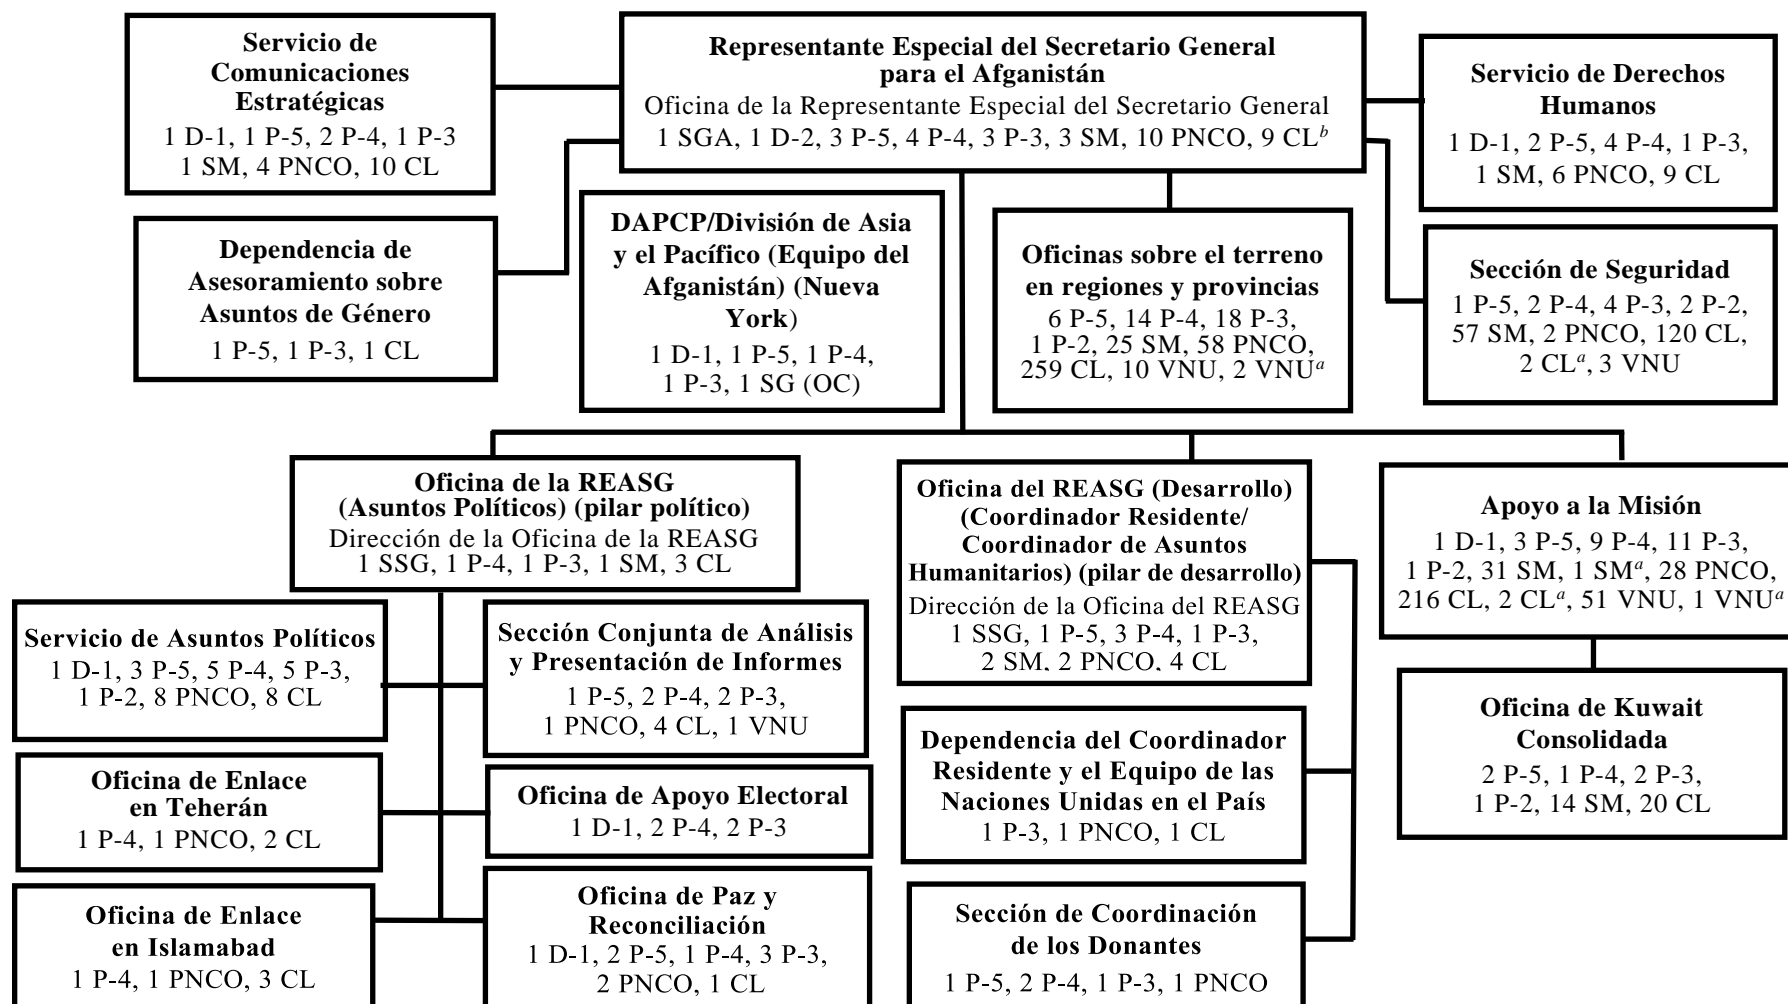 Servicio de
Comunicaciones
Estratégicas
1 D-1, 1 P-5, 2 P-4, 1 P-3
1 SM, 4 PNCO, 10 CL
Representante Especial del Secretario General
para el Afganistán
Oficina de la Representante Especial del Secretario General
1 SGA, 1 D-2, 3 P-5, 4 P-4, 3 P-3, 3 SM, 10 PNCO, 9 CLb
Servicio de Derechos
Humanos
1 D-1, 2 P-5, 4 P-4, 1 P-3,
1 SM, 6 PNCO, 9 CL
Dependencia de
Asesoramiento sobre
Asuntos de Género
1 P-5, 1 P-3, 1 CL
DAPCP/División de Asia
y el Pacífico (Equipo del
Afganistán) (Nueva
York)
1 D-1, 1 P-5, 1 P-4,
1 P-3, 1 SG (OC)
Oficinas sobre el terreno
en regiones y provincias
6 P-5, 14 P-4, 18 P-3,
1 P-2, 25 SM, 58 PNCO,
259 CL, 10 VNU, 2 VNUa
Sección de Seguridad
1 P-5, 2 P-4, 4 P-3, 2 P-2,
57 SM, 2 PNCO, 120 CL,
2 CLa, 3 VNU
Oficina de la REASG
(Asuntos Políticos) (pilar político)
Dirección de la Oficina de la REASG
1 SSG, 1 P-4, 1 P-3, 1 SM, 3 CL
Oficina del REASG (Desarrollo)
(Coordinador Residente/
Coordinador de Asuntos
Humanitarios) (pilar de desarrollo)
Dirección de la Oficina del REASG
1 SSG, 1 P-5, 3 P-4, 1 P-3,
2 SM, 2 PNCO, 4 CL
Apoyo a la Misión
1 D-1, 3 P-5, 9 P-4, 11 P-3,
1 P-2, 31 SM, 1 SMa, 28 PNCO,
216 CL, 2 CLa, 51 VNU, 1 VNUa
Servicio de Asuntos Políticos
1 D-1, 3 P-5, 5 P-4, 5 P-3,
1 P-2, 8 PNCO, 8 CL
Sección Conjunta de Análisis
y Presentación de Informes
1 P-5, 2 P-4, 2 P-3,
1 PNCO, 4 CL, 1 VNU
Dependencia del Coordinador
Residente y el Equipo de las
Naciones Unidas en el País
1 P-3, 1 PNCO, 1 CL
Oficina de Kuwait
Consolidada
2 P-5, 1 P-4, 2 P-3,
1 P-2, 14 SM, 20 CL
Oficina de Enlace
en Teherán
1 P-4, 1 PNCO, 2 CL
Oficina de Apoyo Electoral
1 D-1, 2 P-4, 2 P-3
Oficina de Enlace
en Islamabad
1 P-4, 1 PNCO, 3 CL
Oficina de Paz y
Reconciliación
1 D-1, 2 P-5, 1 P-4, 3 P-3,
2 PNCO, 1 CL
Sección de Coordinación
de los Donantes
1 P-5, 2 P-4, 1 P-3, 1 PNCO